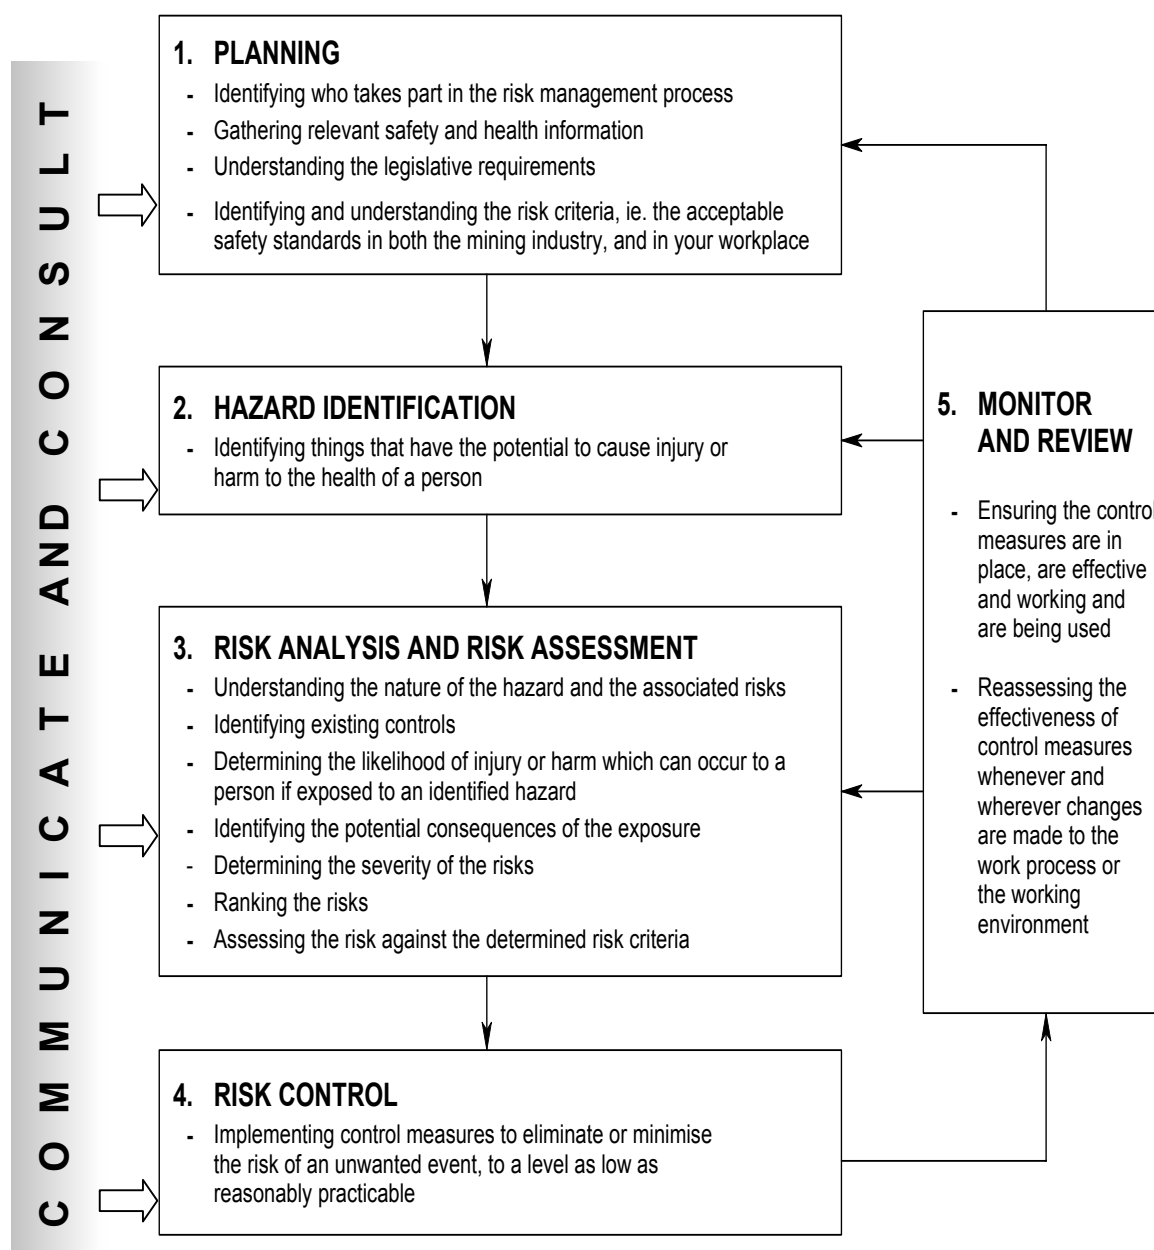 COMMUNICATE AND CONSULT
1. PLANNING
- Identifying who takes part in the risk management process
- Gathering relevant safety and health information
- Understanding the legislative requirements
- Identifying and understanding the risk criteria, ie. the acceptable
safety standards in both the mining industry, and in your workplace
2. HAZARD IDENTIFICATION
- Identifying things that have the potential to cause injury or
harm to the health of a person
3. RISK ANALYSIS AND RISK ASSESSMENT
- Understanding the nature of the hazard and the associated risks
- Identifying existing controls
- Determining the likelihood of injury or harm which can occur to a
person if exposed to an identified hazard
- Identifying the potential consequences of the exposure
- Determining the severity of the risks
- Ranking the risks
- Assessing the risk against the determined risk criteria
4. RISK CONTROL
- Implementing control measures to eliminate or minimise
the risk of an unwanted event, to a level as low as
reasonably practicable
5. MONITOR
AND REVIEW
- Ensuring the control
measures are in
place, are effective
and working and
are being used
- Reassessing the
effectiveness of
control measures
whenever and
wherever changes
are made to the
work process or
the working
environment